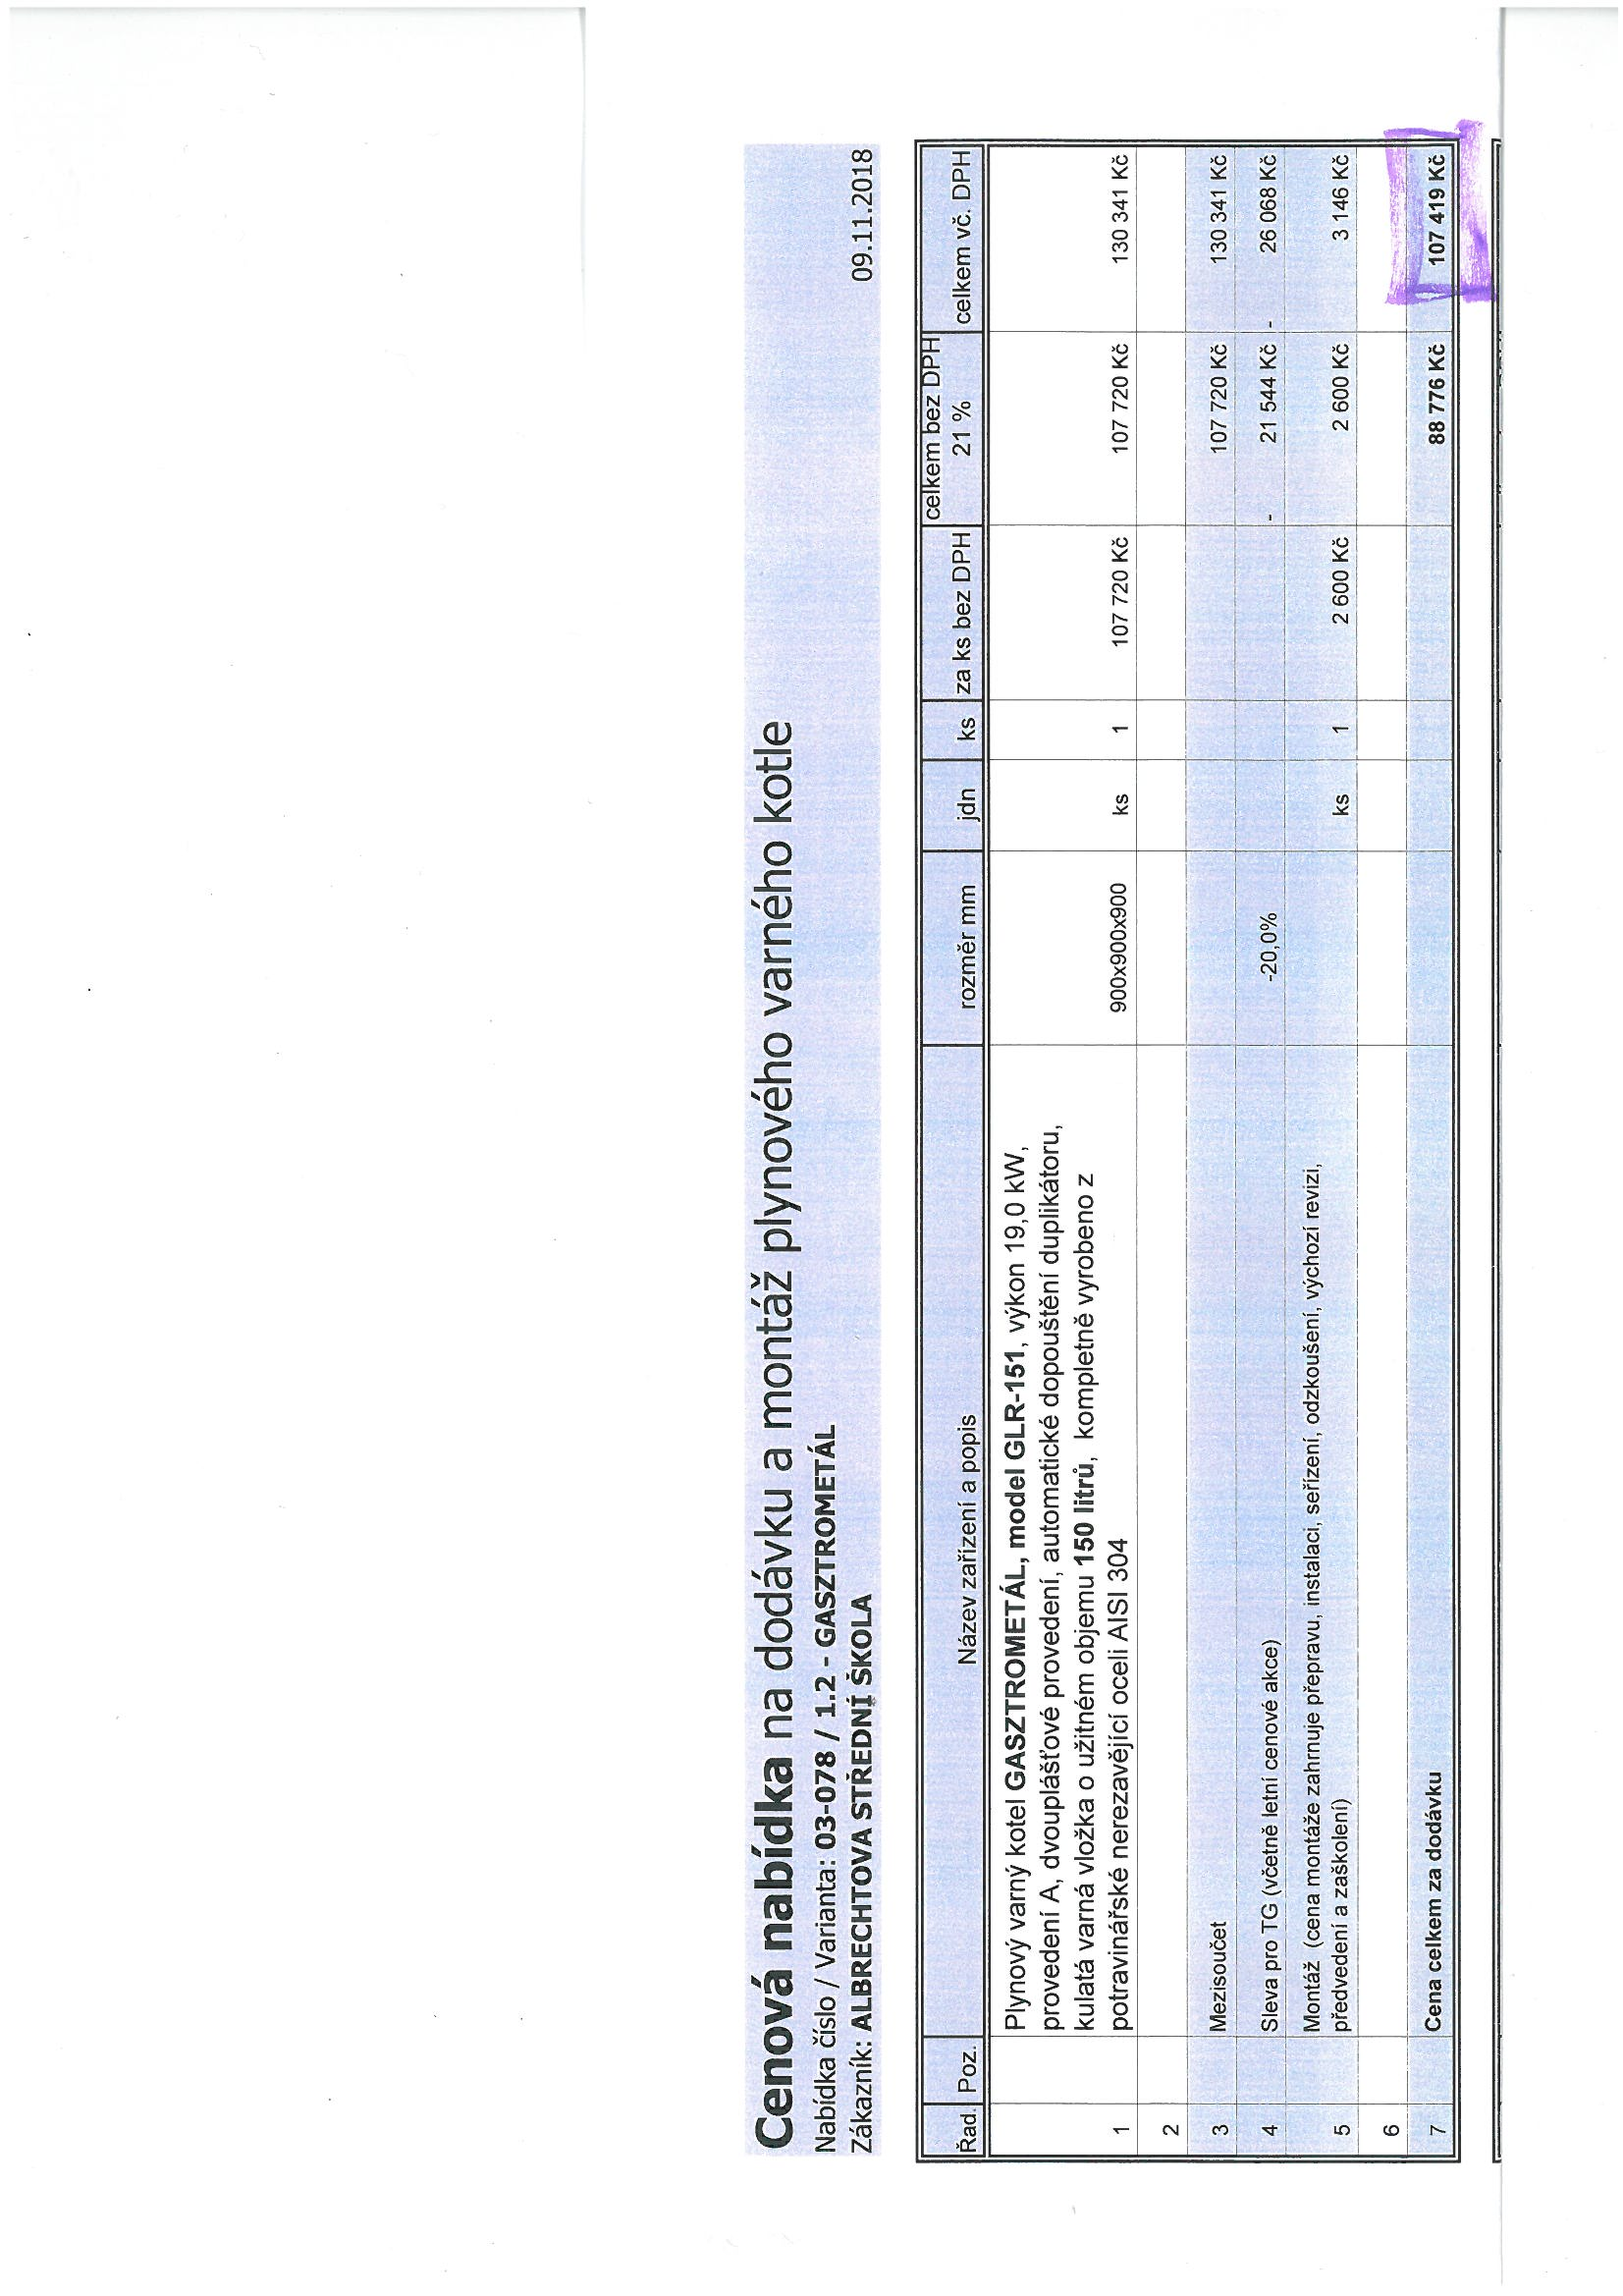 Cenová nabídka na dodávku a montáž plynového varného kotle
Nabídka číslo / Varianta: 03-078 / 1.2 - GASZTROMETÁL
Zákazník: ALBRECHTOVA STŘEDNÍ ŠKOLA 09.11.2018
Řad. Poz. Název zařízení a popis rozměr mm jdn ks za ks bez DPH celkem bez DPH 21 % celkem vč. DPH
Plynový varný kotel GASZTROMETÁL, model GLR-151, výkon 19,0 kW,
provedení A, dvouplášťové provedení, automatické dopouštění duplikátoru,
kulatá varná vložka o užitném objemu 150 litrů, kompletně vyrobeno z
1 potravinářské nerezavějící oceli AISI 304 900x900x900 ks 1 107 720 Kč 107 720 Kč 130 341 Kč
2
3 Mezisoučet 107 720 Kč 130 341 Kč
4 Sleva pro TG (včetně letní cenové akce) -20,0% - 21 544 Kč - 26 068 Kč
Montáž (cena montáže zahrnuje přepravu, instalaci, seřízení, odzkoušení, výchozí revizi,
5 předvedení a zaškolení) ks 1 2 600 Kč 2 600 Kč 3 146 Kč
6
7 Cena celkem za dodávku 88 776 Kč 107 419 Kč